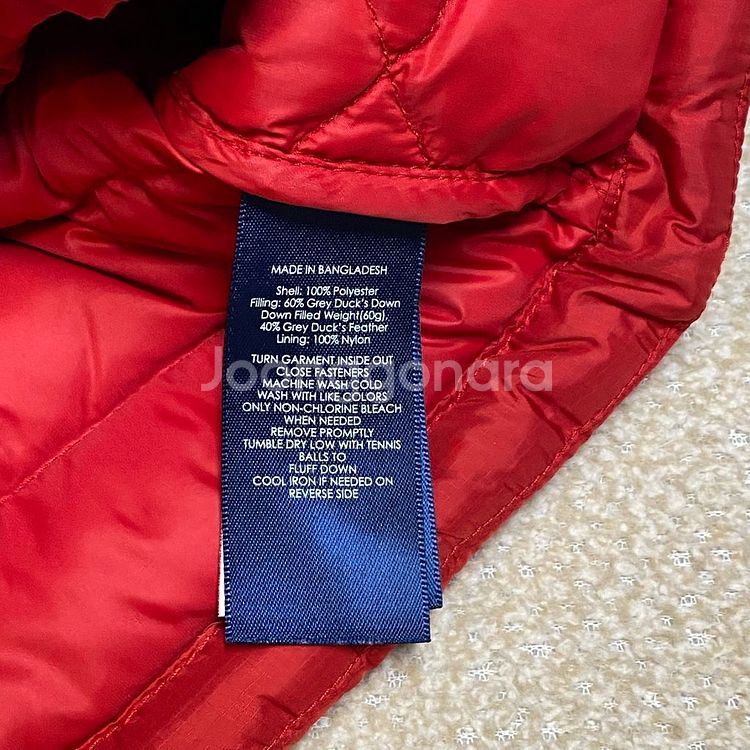 MADE IN BANGLADESH
Shell: 100% Polyester
Filling: 60% Grey Duck's Down
Down Filled Weight(60g),
40% Grey Duck's Feather
Lining: 100% Nylon
TURN GARMENT INSIDE OUT
CLOSE FASTENERS
MACHINE WASH COLD
WASH WITH LIKE COLORS
ONLY NON-CHLORINE BLEACH
WHEN NEEDED
REMOVE PROMPTLY
TUMBLE DRY LOW WITH TENNIS
BALLS TO
FLUFF DOWN
COOL IRON IF NEEDED ON
REVERSE SIDE